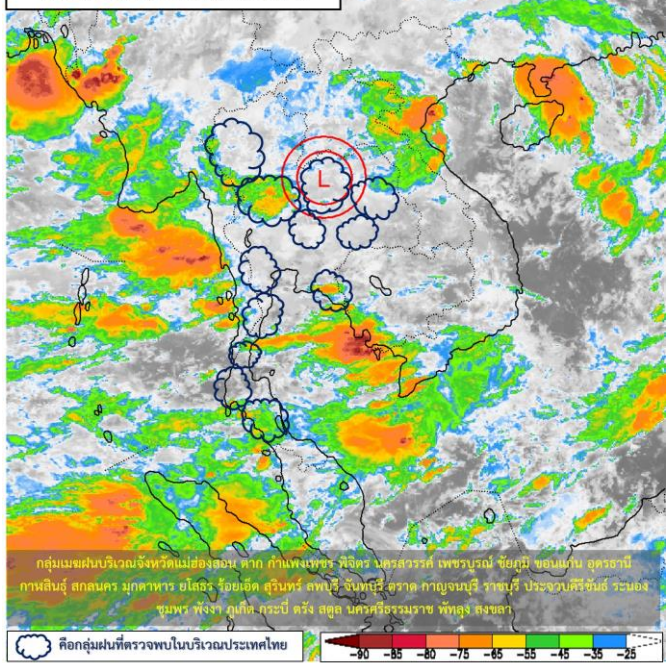 L
กลุ่มเมฆฝนบริเวณจังหวัดแม่ฮ่องสอน ตาก กำแพงเพชร พิจิตร นครสวรรค์ เพชรบูรณ์ ชัยภูมิ ขอนแก่น อุดรธานี
กาฬสินธุ์ สกลนคร มุกดาหาร ยโสธร ร้อยเอ็ด สุรินทร์ ลพบุรี จันทบุรี ตราด กาญจนบุรี ราชบุรี ประจวบคีรีขันธ์ ระนอง
ชุมพร พังงา ภูเก็ต กระบี่ ตรัง สตูล นครศรีธรรมราช พัทลุง สงขลา
คือกลุ่มฝนที่ตรวจพบในบริเวณประเทศไทย
-90 -85 -80 -75 -65 -55 -45 -35 -25